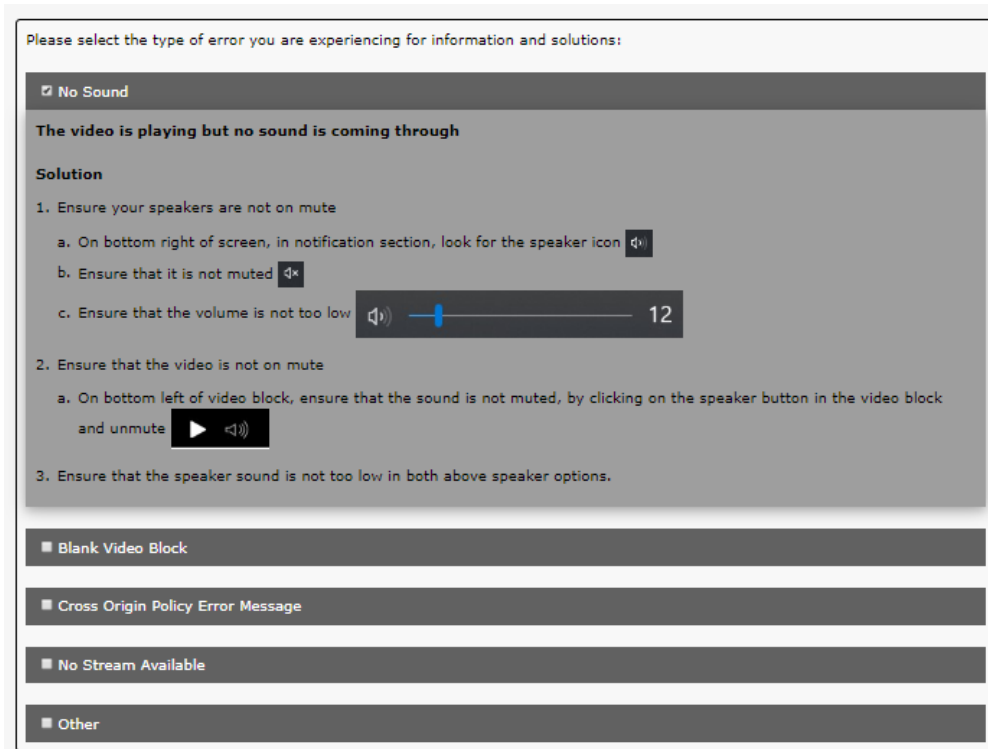 Please select the type of error you are experiencing for information and solutions:
No Sound
The video is playing but no sound is coming through
Solution
1. Ensure your speakers are not on mute
a. On bottom right of screen, in notification section, look for the speaker icon
b. Ensure that it is not muted
c. Ensure that the volume is not too low 12
2. Ensure that the video is not on mute
a. On bottom left of video block, ensure that the sound is not muted, by clicking on the speaker button in the video block
and unmute
3. Ensure that the speaker sound is not too low in both above speaker options.
Blank Video Block
Cross Origin Policy Error Message
No Stream Available
Other